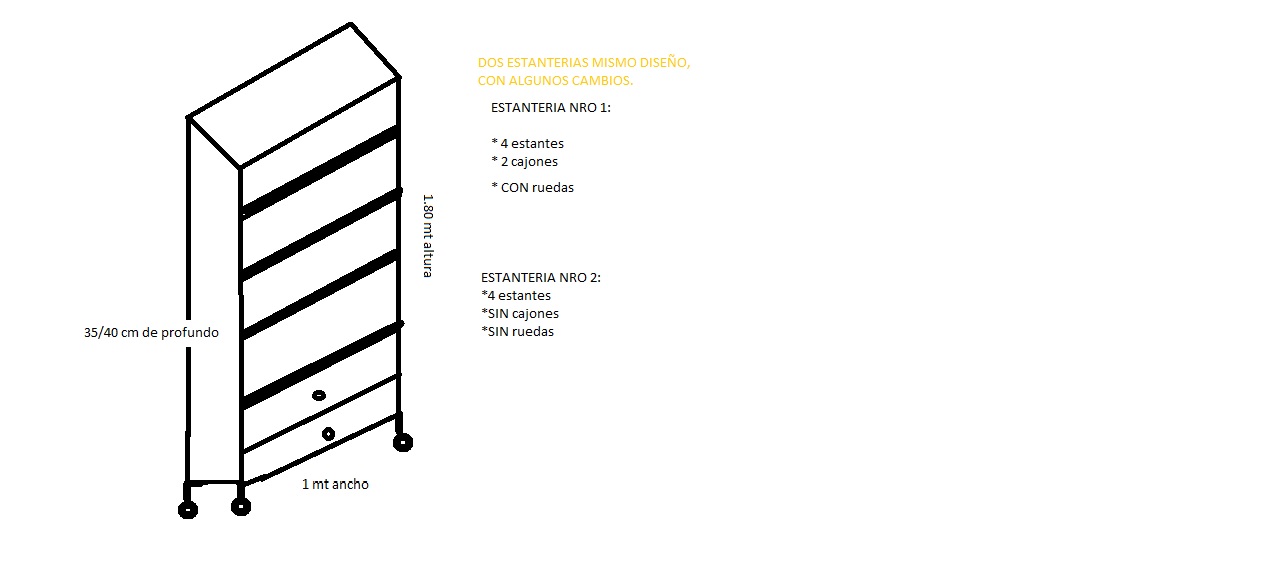 DOS ESTANTERIAS MISMO DISEÑO,
CON ALGUNOS CAMBIOS.
ESTANTERIA NRO 1:
* 4 estantes
* 2 cajones
* CON ruedas
1.80 mt altura
ESTANTERIA NRO 2:
*4 estantes
*SIN cajones
*SIN ruedas
35/40 cm de profundo
1 mt ancho